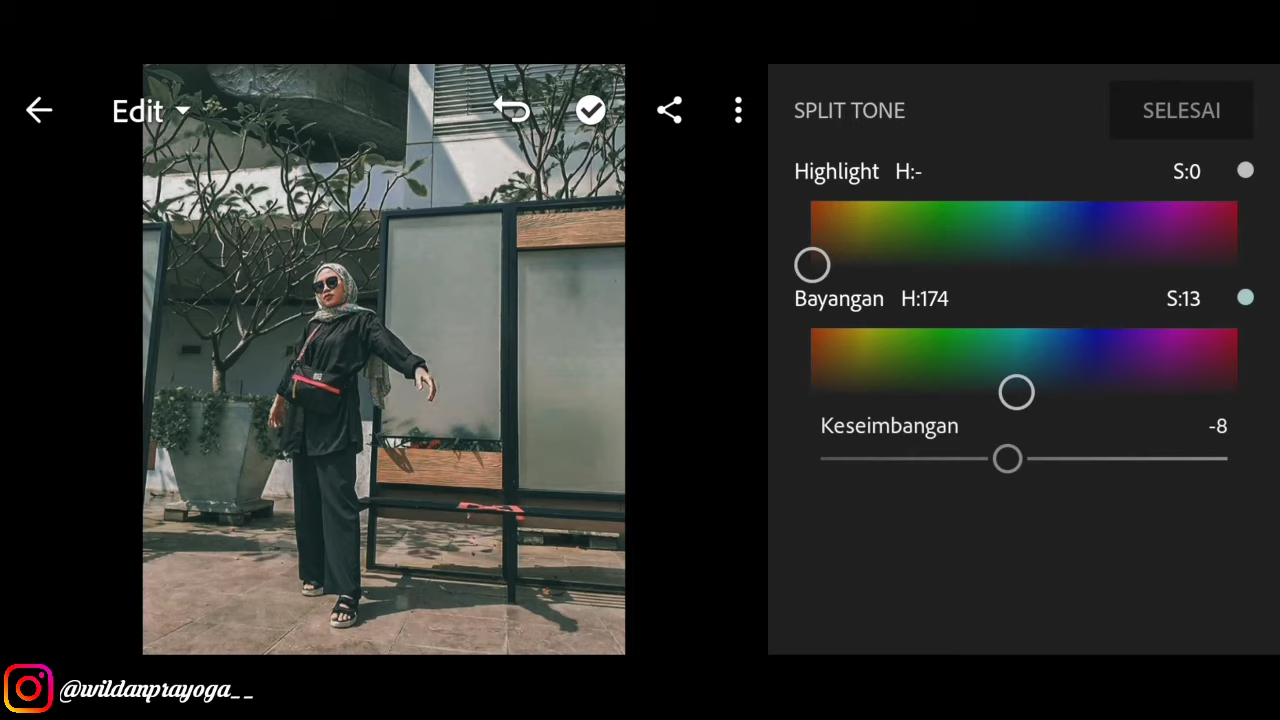 Edit
SPLIT TONE
SELESAI
Highlight H:- S:0
Bayangan H:174 S:13
Keseimbangan -8
@wildanprayoga__